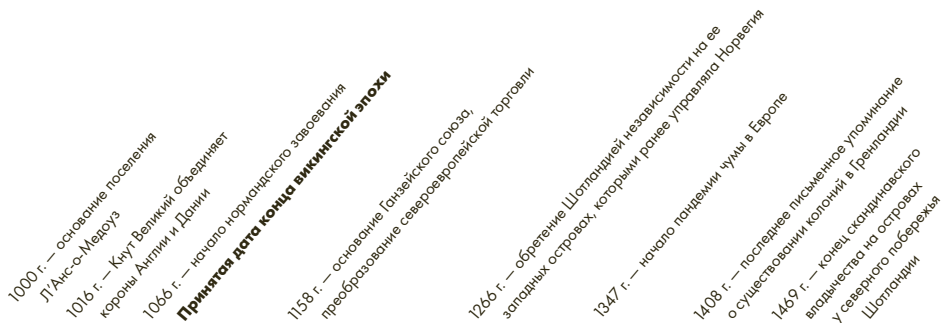 1000 г. — основание поселения
Л'Анс-о-Медоуз
1016 г. — Кнут Великий объединяет
короны Англии и Дании
1066 г. — начало нормандского завоевания
Принятая дата конца викингской эпохи
1158 г. — основание Ганзейского союза,
преобразование североевропейской торговли
1266 г. — обретение Шотландией независимости на ее
западных островах, которыми ранее управляла Норвегия
1347 г. — начало пандемии чумы в Европе
1408 г. — последнее письменное упоминание
о существовании колоний в Гренландии
1469 г. — конец скандинавского
владычества на островах
у северного побережья
Шотландии